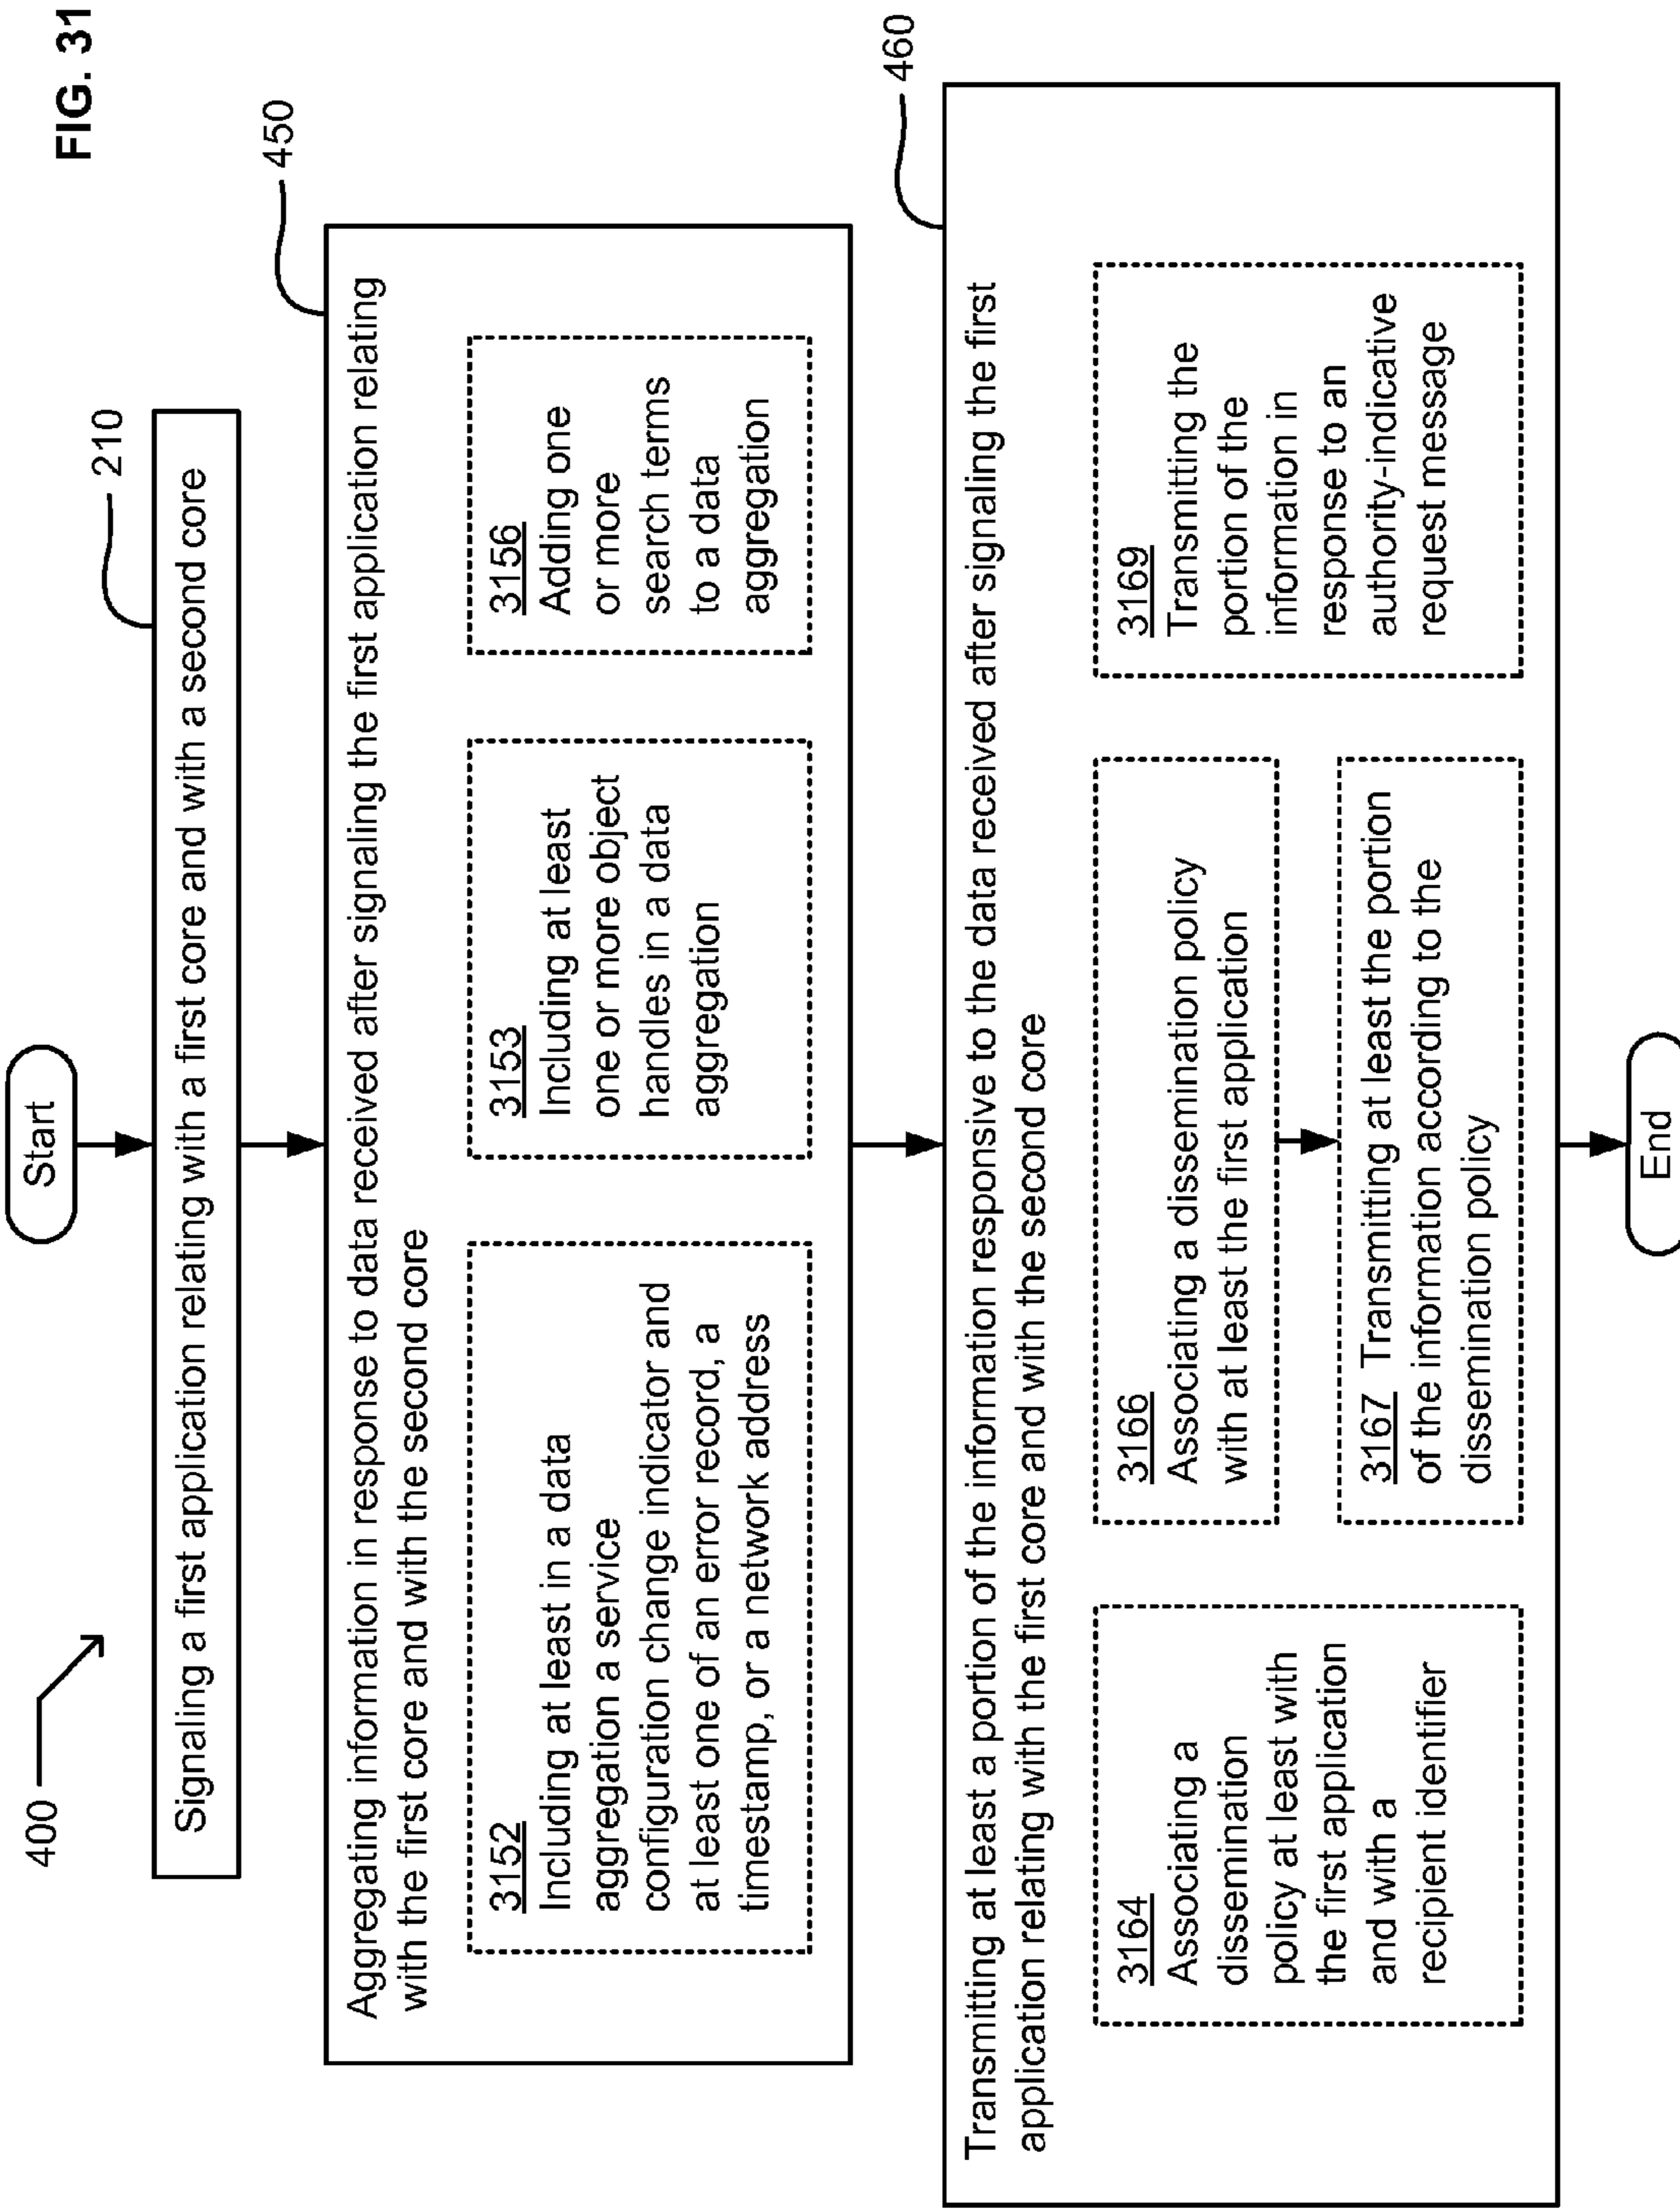 FIG. 31
400
Start
210
Signaling a first application relating with a first core and with a second core
450
Aggregating information in response to data received after signaling the first application relating
with the first core and with the second core
3152
Including at least in a data
aggregation a service
configuration change indicator and
at least one of an error record, a
timestamp, or a network address
3153
Including at least
one or more object
handles in a data
aggregation
3156
Adding one
or more
search terms
to a data
aggregation
460
Transmitting at least a portion of the information responsive to the data received after signaling the first
application relating with the first core and with the second core
3164
Associating a
dissemination
policy at least with
the first application
and with a
recipient identifier
3166
Associating a dissemination policy
with at least the first application
3167 Transmitting at least the portion
of the information according to the
dissemination policy
3169
Transmitting the
portion of the
information in
response to an
authority-indicative
request message
End